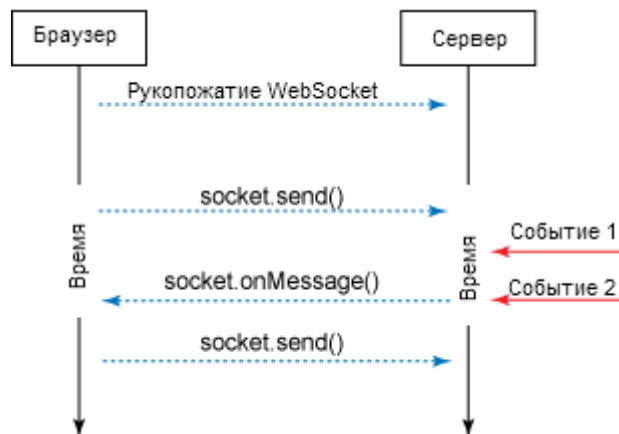 Браузер
Сервер
Рукопожатие WebSocket
socket.send()
Событие 1
Время
Время
socket.onMessage()
Событие 2
socket.send()